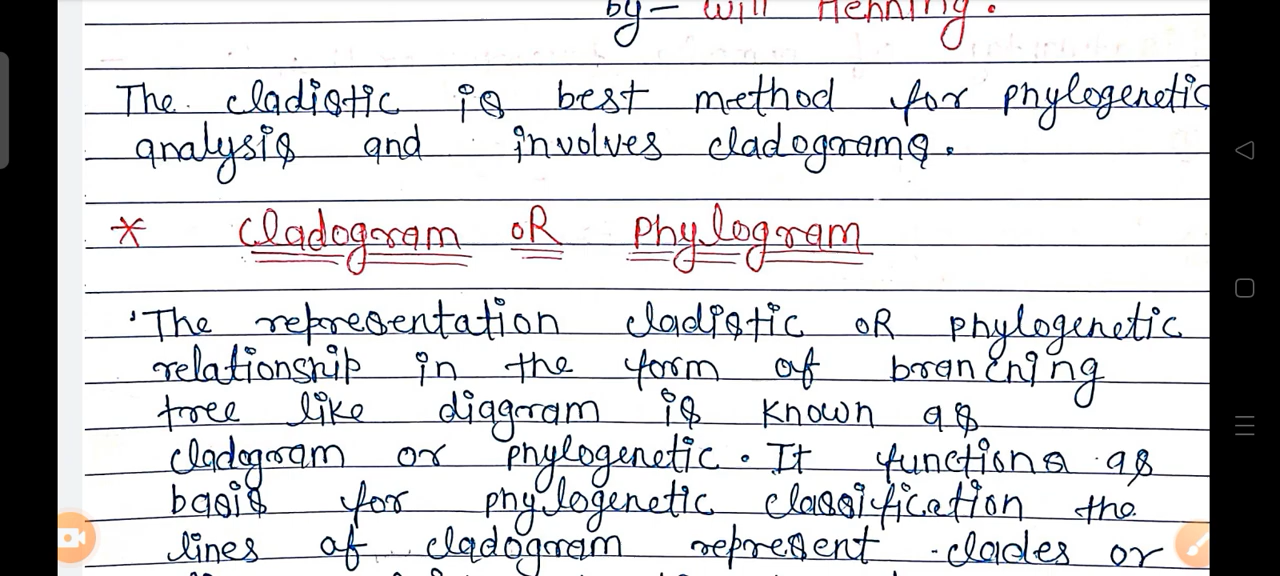 by - Will Henning.
The cladistic is best method for phylogenetic
analysis and involves cladograms.
* Cladogram OR Phylogram
'The representation cladistic OR phylogenetic
relationship in the form of branching
tree like diagram is known as
cladogram or phylogenetic. It functions as
basis for phylogenetic classification the
lines of cladogram represent clades or